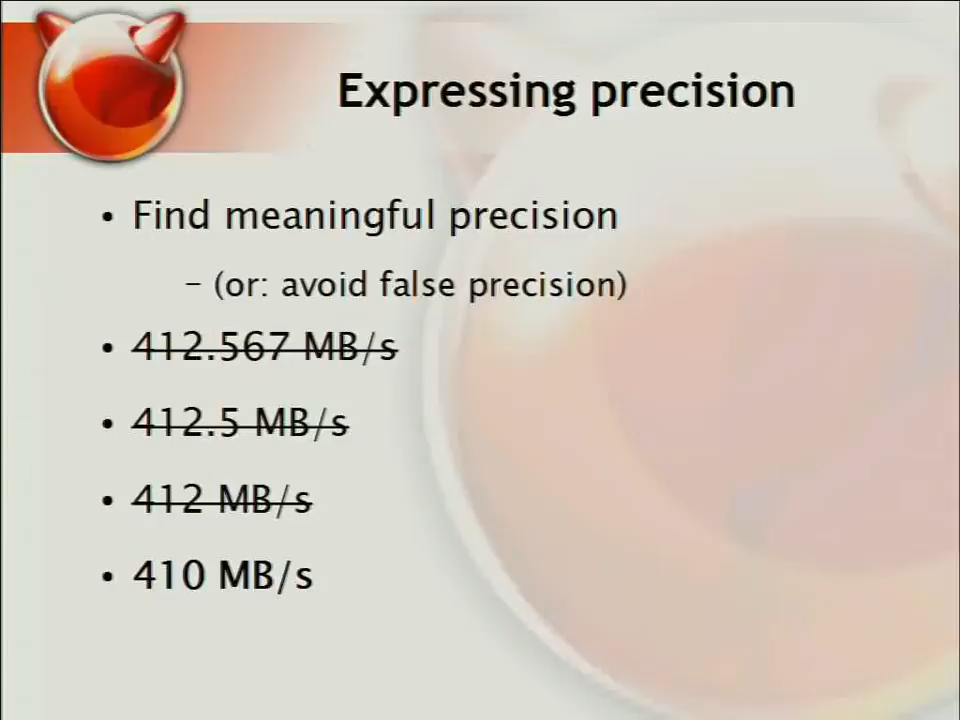 Expressing precision
• Find meaningful precision
– (or: avoid false precision)
• 412.567 MB/s
• 412.5 MB/s
• 412 MB/s
• 410 MB/s